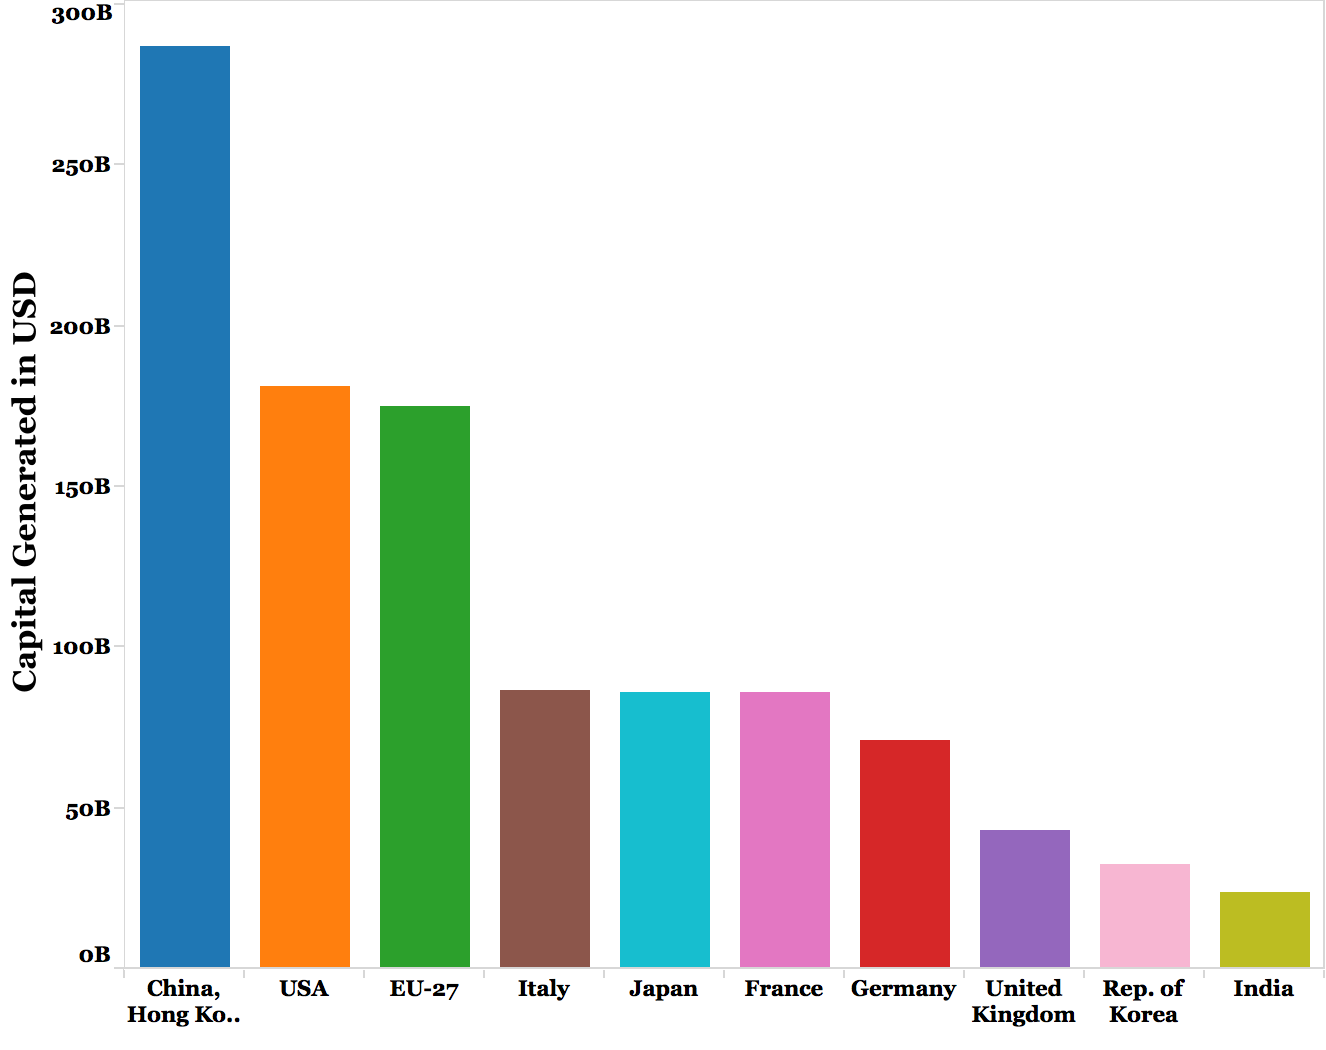 300B
250B
200B
150B
100B
50B
0B
Capital Generated in USD
China,
Hong Ko..
USA
EU-27
Italy
Japan
France
Germany
United
Kingdom
Rep. of
Korea
India